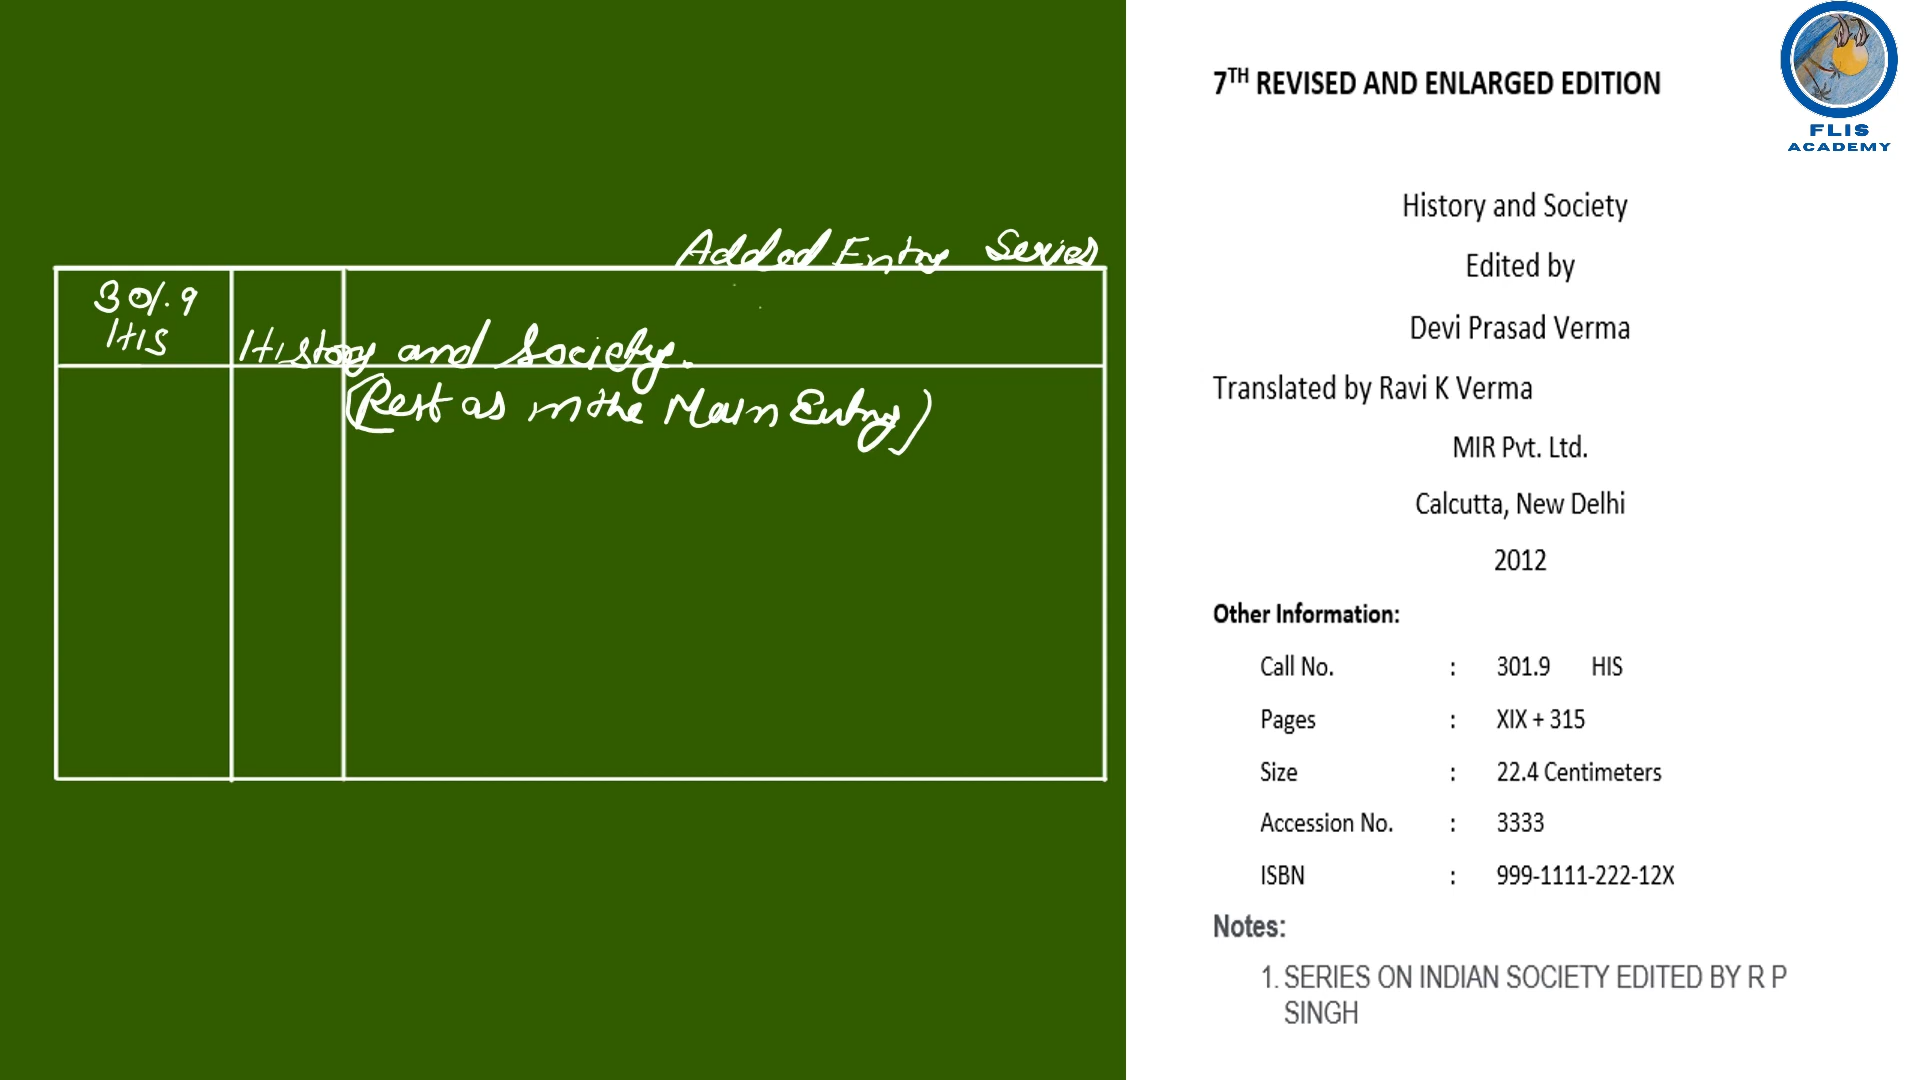 Added Entry Series
301.9
HIS
History and Society.
(Rest as in the Main Entry)
7TH REVISED AND ENLARGED EDITION
FLIS
ACADEMY
History and Society
Edited by
Devi Prasad Verma
Translated by Ravi K Verma
MIR Pvt. Ltd.
Calcutta, New Delhi
2012
Other Information:
Call No. : 301.9 HIS
Pages : XIX + 315
Size : 22.4 Centimeters
Accession No. : 3333
ISBN : 999-1111-222-12X
Notes:
1. SERIES ON INDIAN SOCIETY EDITED BY R P
SINGH